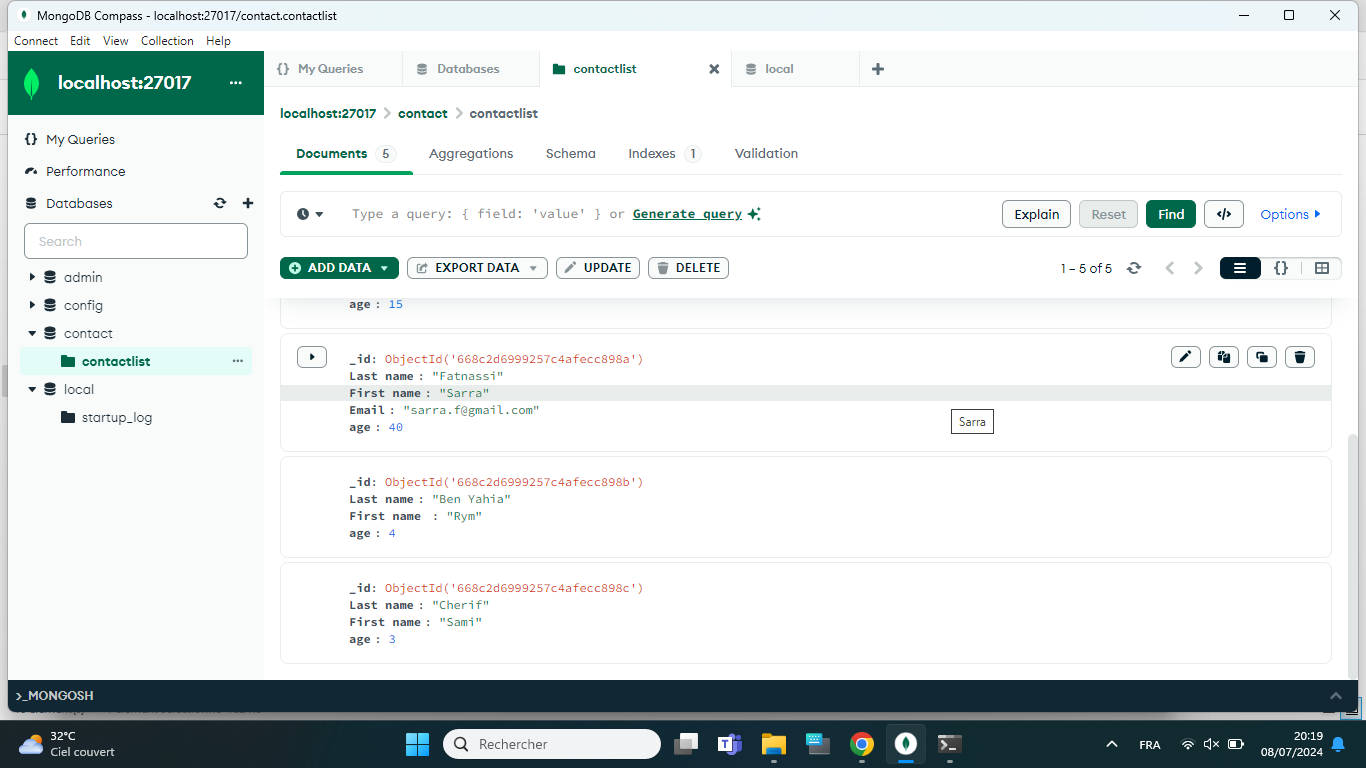 MongoDB Compass - localhost:27017/contact.contactlist
Connect Edit View Collection Help
localhost:27017 ...
{} My Queries
Performance
Databases
Search
admin
config
contact
contactlist ...
local
startup_log
{} My Queries Databases contactlist local
localhost:27017 > contact > contactlist
Documents 5 Aggregations Schema Indexes 1 Validation
Type a query: { field: 'value' } or Generate query Explain Reset Find </> Options
ADD DATA EXPORT DATA UPDATE DELETE 1 – 5 of 5 {}
age : 15
_id: ObjectId('668c2d6999257c4afecc898a')
Last name : "Fatnassi"
First name : "Sarra"
Email : "sarra.f@gmail.com"
age : 40
Sarra
_id: ObjectId('668c2d6999257c4afecc898b')
Last name : "Ben Yahia"
First name : "Rym"
age : 4
_id: ObjectId('668c2d6999257c4afecc898c')
Last name : "Cherif"
First name : "Sami"
age : 3
>_MONGOSH
32°C
Ciel couvert
Rechercher
FRA
20:19
08/07/2024